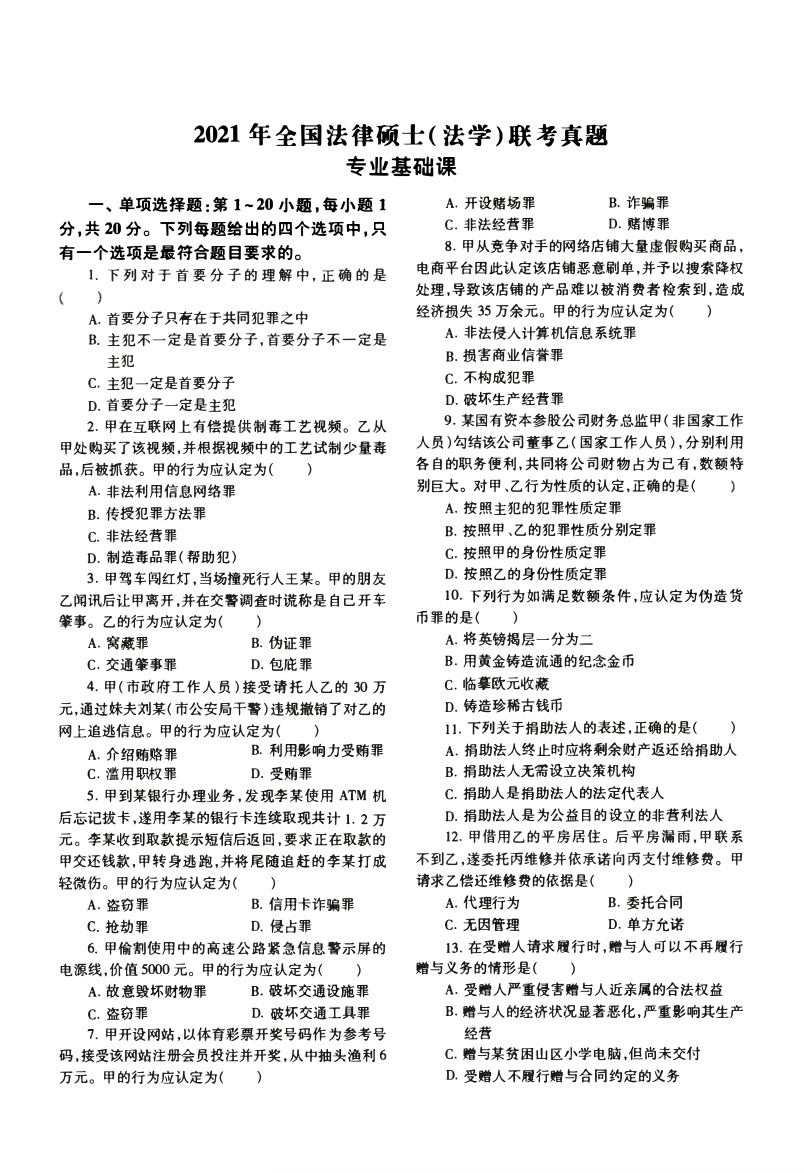 2021 年全国法律硕士(法学)联考真题
专业基础课
一、单项选择题:第 1~20 小题,每小题 1
分,共 20 分。下列每题给出的四个选项中,只
有一个选项是最符合题目要求的。
1. 下列对于首要分子的理解中,正确的是
(　　)
A. 首要分子只存在于共同犯罪之中
B. 主犯不一定是首要分子,首要分子不一定是
主犯
C. 主犯一定是首要分子
D. 首要分子一定是主犯
2. 甲在互联网上有偿提供制毒工艺视频。乙从
甲处购买了该视频,并根据视频中的工艺试制少量毒
品,后被抓获。甲的行为应认定为(　　)
A. 非法利用信息网络罪
B. 传授犯罪方法罪
C. 非法经营罪
D. 制造毒品罪(帮助犯)
3. 甲驾车闯红灯,当场撞死行人王某。甲的朋友
乙闻讯后让甲离开,并在交警调查时谎称是自己开车
肇事。乙的行为应认定为(　　)
A. 窝藏罪　　B. 伪证罪
C. 交通肇事罪　　D. 包庇罪
4. 甲(市政府工作人员)接受请托人乙的 30 万
元,通过妹夫刘某(市公安局干警)违规撤销了对乙的
网上追逃信息。甲的行为应认定为(　　)
A. 介绍贿赂罪　　B. 利用影响力受贿罪
C. 滥用职权罪　　D. 受贿罪
5. 甲到某银行办理业务,发现李某使用 ATM 机
后忘记拔卡,遂用李某的银行卡连续取现共计 1. 2 万
元。李某收到取款提示短信后返回,要求正在取款的
甲交还钱款,甲转身逃跑,并将尾随追赶的李某打成
轻微伤。甲的行为应认定为(　　)
A. 盗窃罪　　B. 信用卡诈骗罪
C. 抢劫罪　　D. 侵占罪
6. 甲偷割使用中的高速公路紧急信息警示屏的
电源线,价值 5000 元。甲的行为应认定为(　　)
A. 故意毁坏财物罪　　B. 破坏交通设施罪
C. 盗窃罪　　D. 破坏交通工具罪
7. 甲开设网站,以体育彩票开奖号码作为参考号
码,接受该网站注册会员投注并开奖,从中抽头渔利 6
万元。甲的行为应认定为(　　)
A. 开设赌场罪　　B. 诈骗罪
C. 非法经营罪　　D. 赌博罪
8. 甲从竞争对手的网络店铺大量虚假购买商品,
电商平台因此认定该店铺恶意刷单,并予以搜索降权
处理,导致该店铺的产品难以被消费者检索到,造成
经济损失 35 万余元。甲的行为应认定为(　　)
A. 非法侵入计算机信息系统罪
B. 损害商业信誉罪
C. 不构成犯罪
D. 破坏生产经营罪
9. 某国有资本参股公司财务总监甲(非国家工作
人员)勾结该公司董事乙(国家工作人员),分别利用
各自的职务便利,共同将公司财物占为己有,数额特
别巨大。对甲、乙行为性质的认定,正确的是(　　)
A. 按照主犯的犯罪性质定罪
B. 按照甲、乙的犯罪性质分别定罪
C. 按照甲的身份性质定罪
D. 按照乙的身份性质定罪
10. 下列行为如满足数额条件,应认定为伪造货
币罪的是(　　)
A. 将英镑揭层一分为二
B. 用黄金铸造流通的纪念金币
C. 临摹欧元收藏
D. 铸造珍稀古钱币
11. 下列关于捐助法人的表述,正确的是(　　)
A. 捐助法人终止时应将剩余财产返还给捐助人
B. 捐助法人无需设立决策机构
C. 捐助人是捐助法人的法定代表人
D. 捐助法人是为公益目的设立的非营利法人
12. 甲借用乙的平房居住。后平房漏雨,甲联系
不到乙,遂委托丙维修并依承诺向丙支付维修费。甲
请求乙偿还维修费的依据是(　　)
A. 代理行为　　B. 委托合同
C. 无因管理　　D. 单方允诺
13. 在受赠人请求履行时,赠与人可以不再履行
赠与义务的情形是(　　)
A. 受赠人严重侵害赠与人近亲属的合法权益
B. 赠与人的经济状况显著恶化,严重影响其生产
经营
C. 赠与某贫困山区小学电脑,但尚未交付
D. 受赠人不履行赠与合同约定的义务